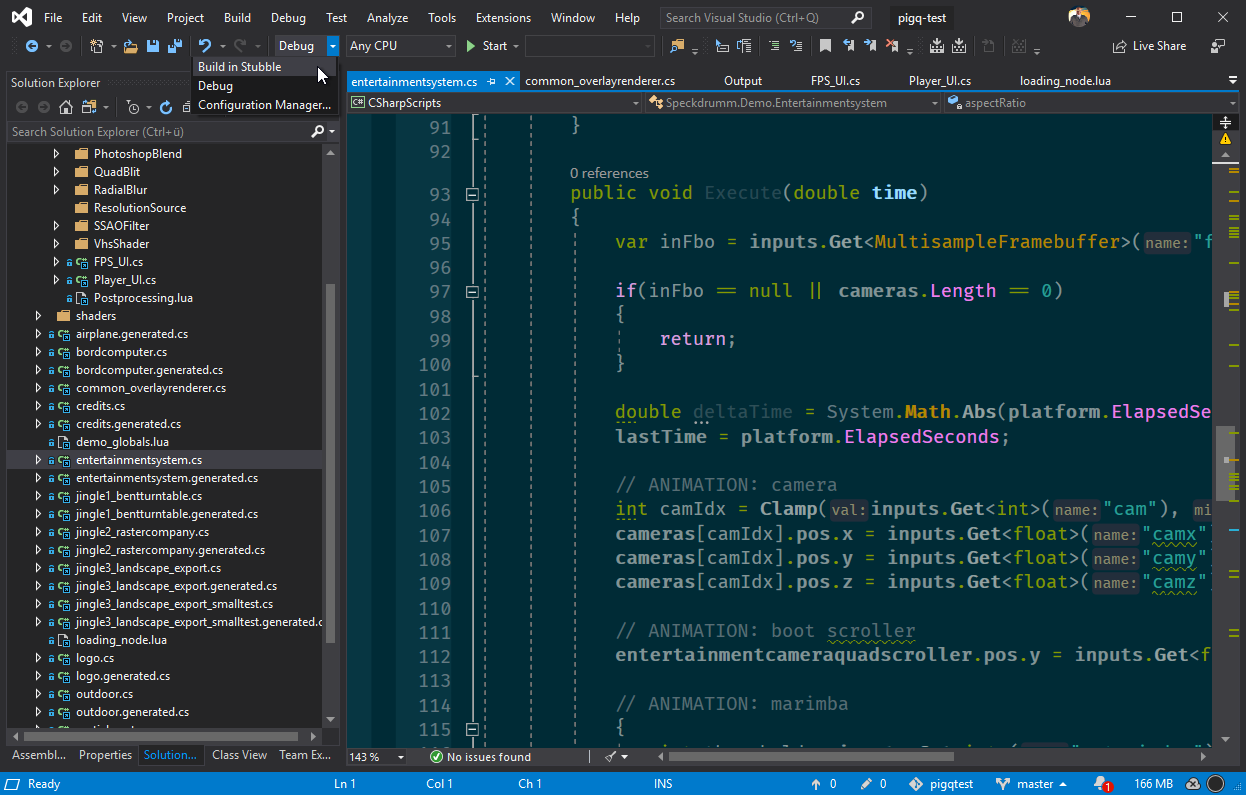 File Edit View Project Build Debug Test Analyze Tools Extensions Window Help Search Visual Studio (Ctrl+Q) pigq-test
Debug Any CPU Start Live Share
Build in Stubble
Debug
Configuration Manager...
Solution Explorer
Search Solution Explorer (Ctrl+ü)
PhotoshopBlend
QuadBlit
RadialBlur
ResolutionSource
SSAOFilter
VhsShader
FPS_UI.cs
Player_UI.cs
Postprocessing.lua
shaders
airplane.generated.cs
bordcomputer.cs
bordcomputer.generated.cs
common_overlayrenderer.cs
credits.cs
credits.generated.cs
demo_globals.lua
entertainmentsystem.cs
entertainmentsystem.generated.cs
jingle1_bentturntable.cs
jingle1_bentturntable.generated.cs
jingle2_rastercompany.cs
jingle2_rastercompany.generated.cs
jingle3_landscape_export.cs
jingle3_landscape_export.generated.cs
jingle3_landscape_export_smalltest.cs
jingle3_landscape_export_smalltest.generated.c
loading_node.lua
logo.cs
logo.generated.cs
outdoor.cs
outdoor.generated.cs
Assembl... Properties Solution... Class View Team Ex...
entertainmentsystem.cs common_overlayrenderer.cs Output FPS_UI.cs Player_UI.cs loading_node.lua
CSharpScripts Speckdrumm.Demo.Entertainmentsystem aspectRatio
91 }
92
0 references
93 public void Execute(double time)
94 {
95 var inFbo = inputs.Get<MultisampleFramebuffer>(name: "f
96
97 if(inFbo == null || cameras.Length == 0)
98 {
99 return;
100 }
101
102 double deltaTime = System.Math.Abs(platform.ElapsedSe
103 lastTime = platform.ElapsedSeconds;
104
105 // ANIMATION: camera
106 int camIdx = Clamp(val: inputs.Get<int>(name: "cam"), mi
107 cameras[camIdx].pos.x = inputs.Get<float>(name: "camx"
108 cameras[camIdx].pos.y = inputs.Get<float>(name: "camy"
109 cameras[camIdx].pos.z = inputs.Get<float>(name: "camz")
110
111 // ANIMATION: boot scroller
112 entertainmentcameraquadscroller.pos.y = inputs.Get<f
113
114 // ANIMATION: marimba
115 {
143 % No issues found
Ready Ln 1 Col 1 Ch 1 INS 0 0 pigqtest master 1 166 MB